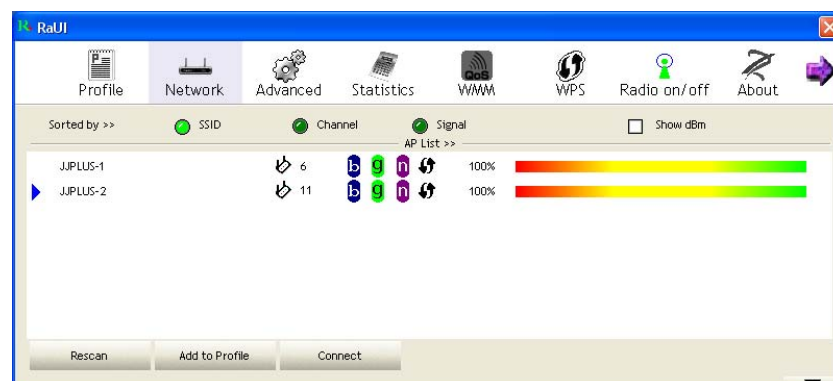 RaUI
Profile Network Advanced Statistics QoS WMM WPS Radio on/off About
Sorted by >> SSID Channel Signal Show dBm
AP List >>
JJPLUS-1 6 b g n 100%
JJPLUS-2 11 b g n 100%
Rescan Add to Profile Connect